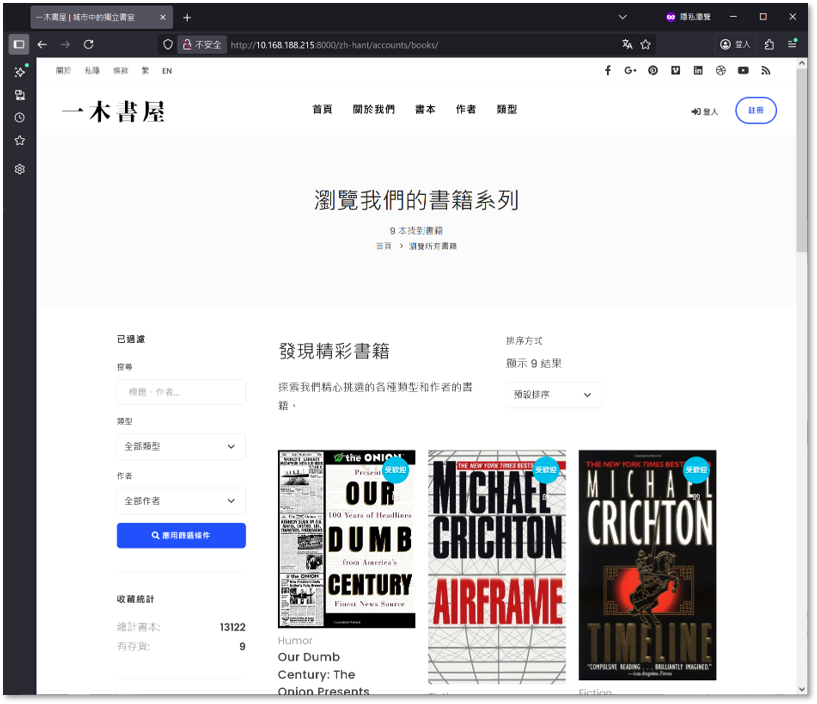 一木書屋 | 城市中的獨立書室
隱私瀏覽
不安全
http://10.168.188.215:8000/zh-hant/accounts/books/
登入
關於 私隱 條款 繁 EN
一木書屋
首頁 關於我們 書本 作者 類型
登入
註冊
瀏覽我們的書籍系列
9 本找到書籍
首頁 > 瀏覽所有書籍
已過濾
搜尋
標題、作者...
類型
全部類型
作者
全部作者
應用篩選條件
收藏統計
總計書本: 13122
有存貨: 9
發現精彩書籍
探索我們精心挑選的各種類型和作者的書
籍。
排序方式
顯示 9 結果
預設排序
the ONION
受歡迎
Presents
OUR
100 Years of Headlines
DUMB
from America's
CENTURY
Finest News Source
Humor
Our Dumb
Century: The
Onion Presents
THE NEW YORK TIMES BESTS
受歡迎
的
MICHAEL
CRICHTON
AIRFRAME
Fiction
THE NEW YORK TIMES BEST
受歡迎
的
MICHAEL
CRICHTON
TIMELINE
"COMPULSIVE READING . . . BRILLIANTLY IMAGINED."
—Los Angeles Times
Fiction